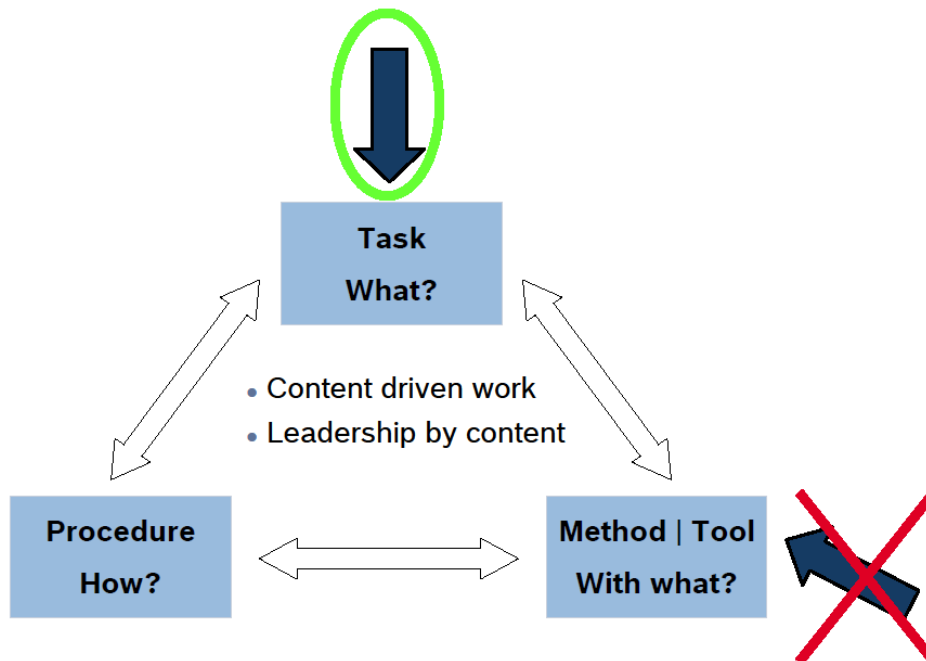 Task
What?
• Content driven work
• Leadership by content
Procedure
How?
Method | Tool
With what?